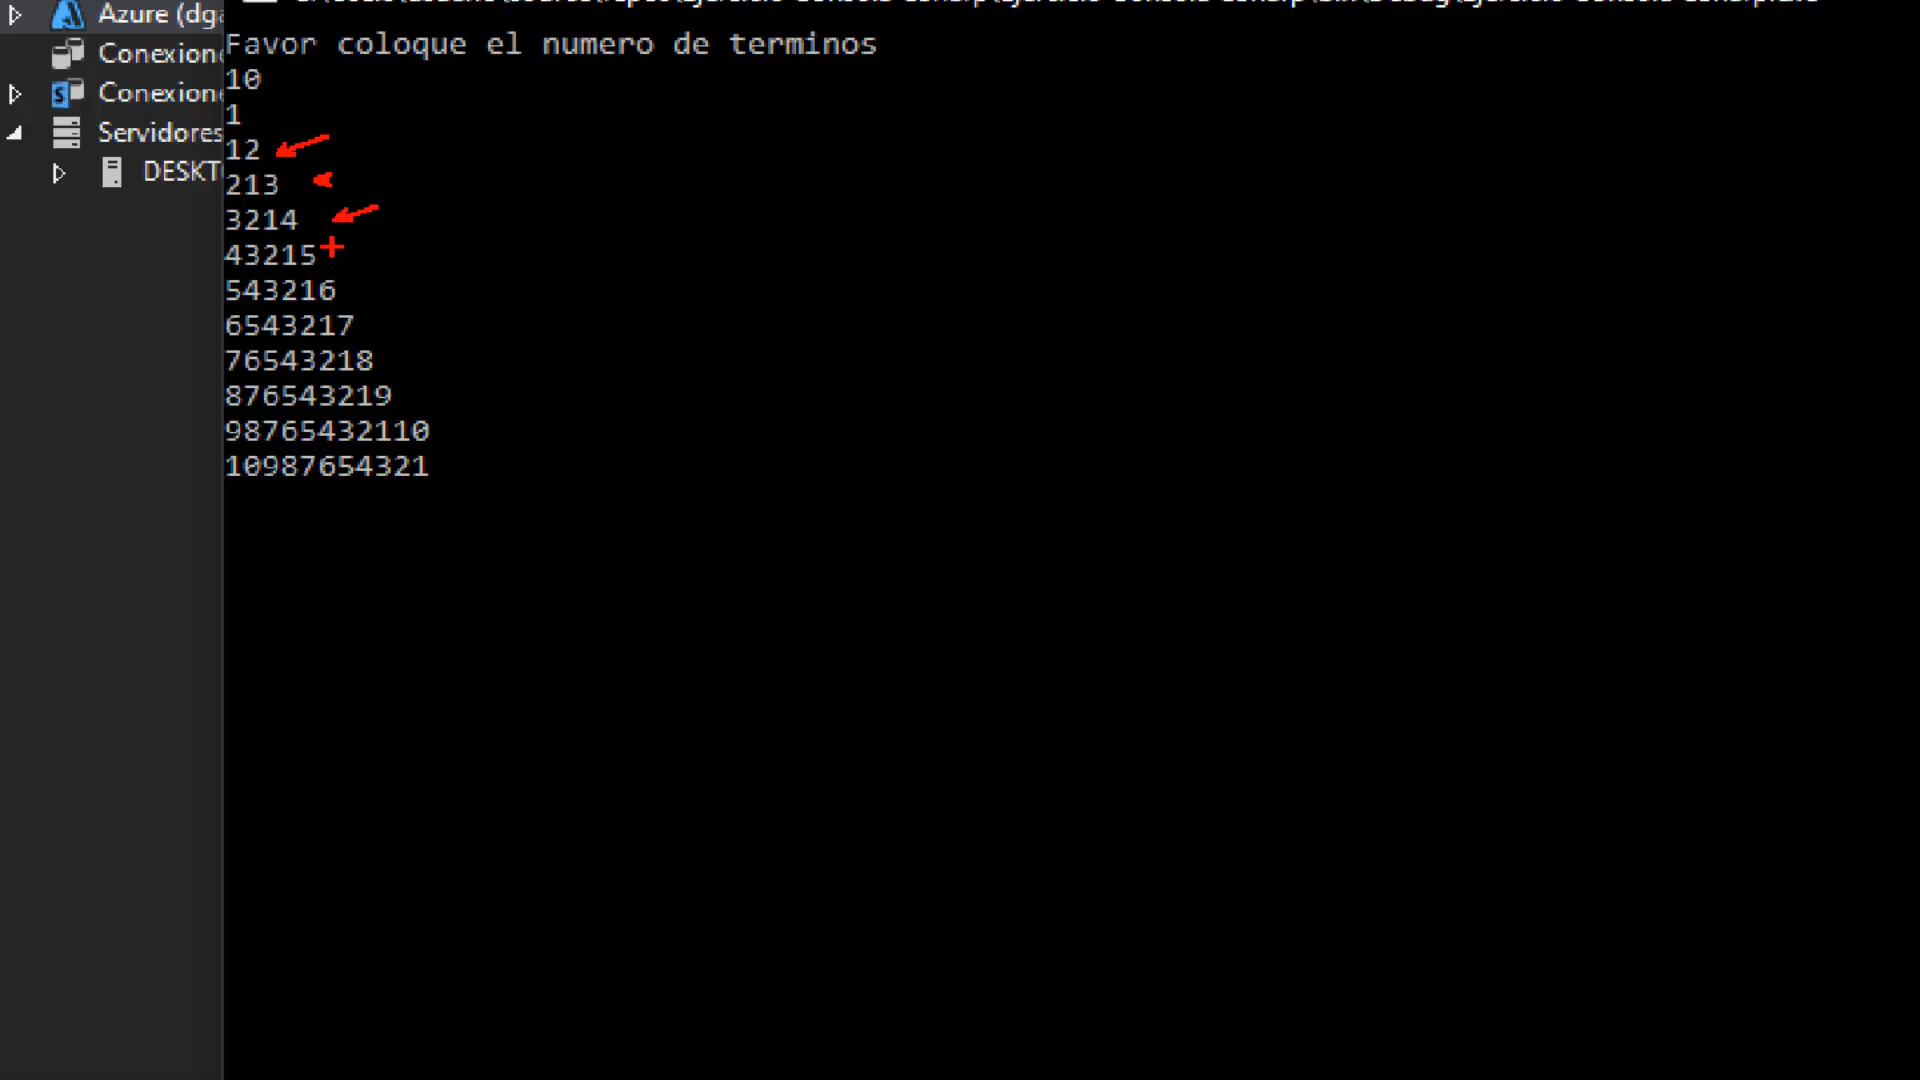 Azure (dga
Conexion
Conexion
Servidores
DESKT
Favor coloque el numero de terminos
10
1
12
213
3214
43215
543216
6543217
76543218
876543219
98765432110
10987654321